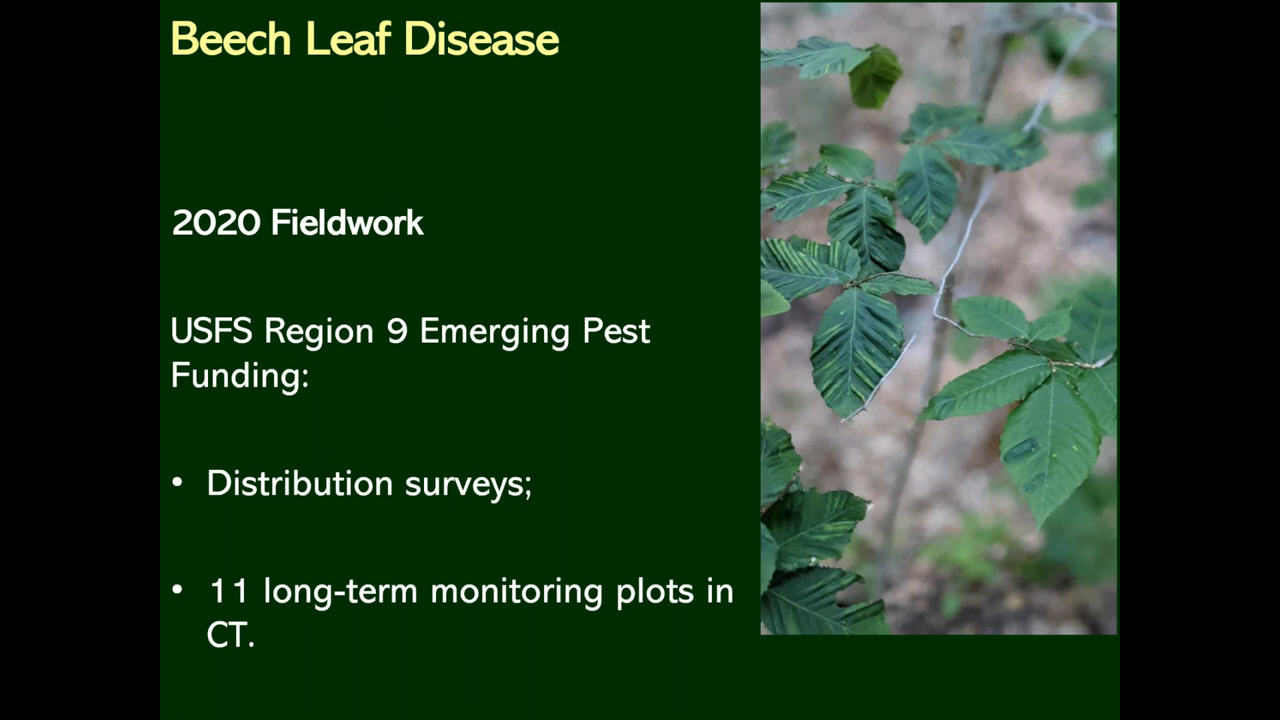 Beech Leaf Disease
2020 Fieldwork
USFS Region 9 Emerging Pest
Funding:
• Distribution surveys;
• 11 long-term monitoring plots in
CT.